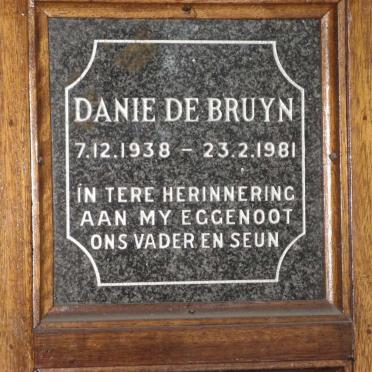 DANIE DE BRUYN
7.12.1938 - 23.2.1981
IN TERE HERINNERING
AAN MY EGGENOOT
ONS VADER EN SEUN